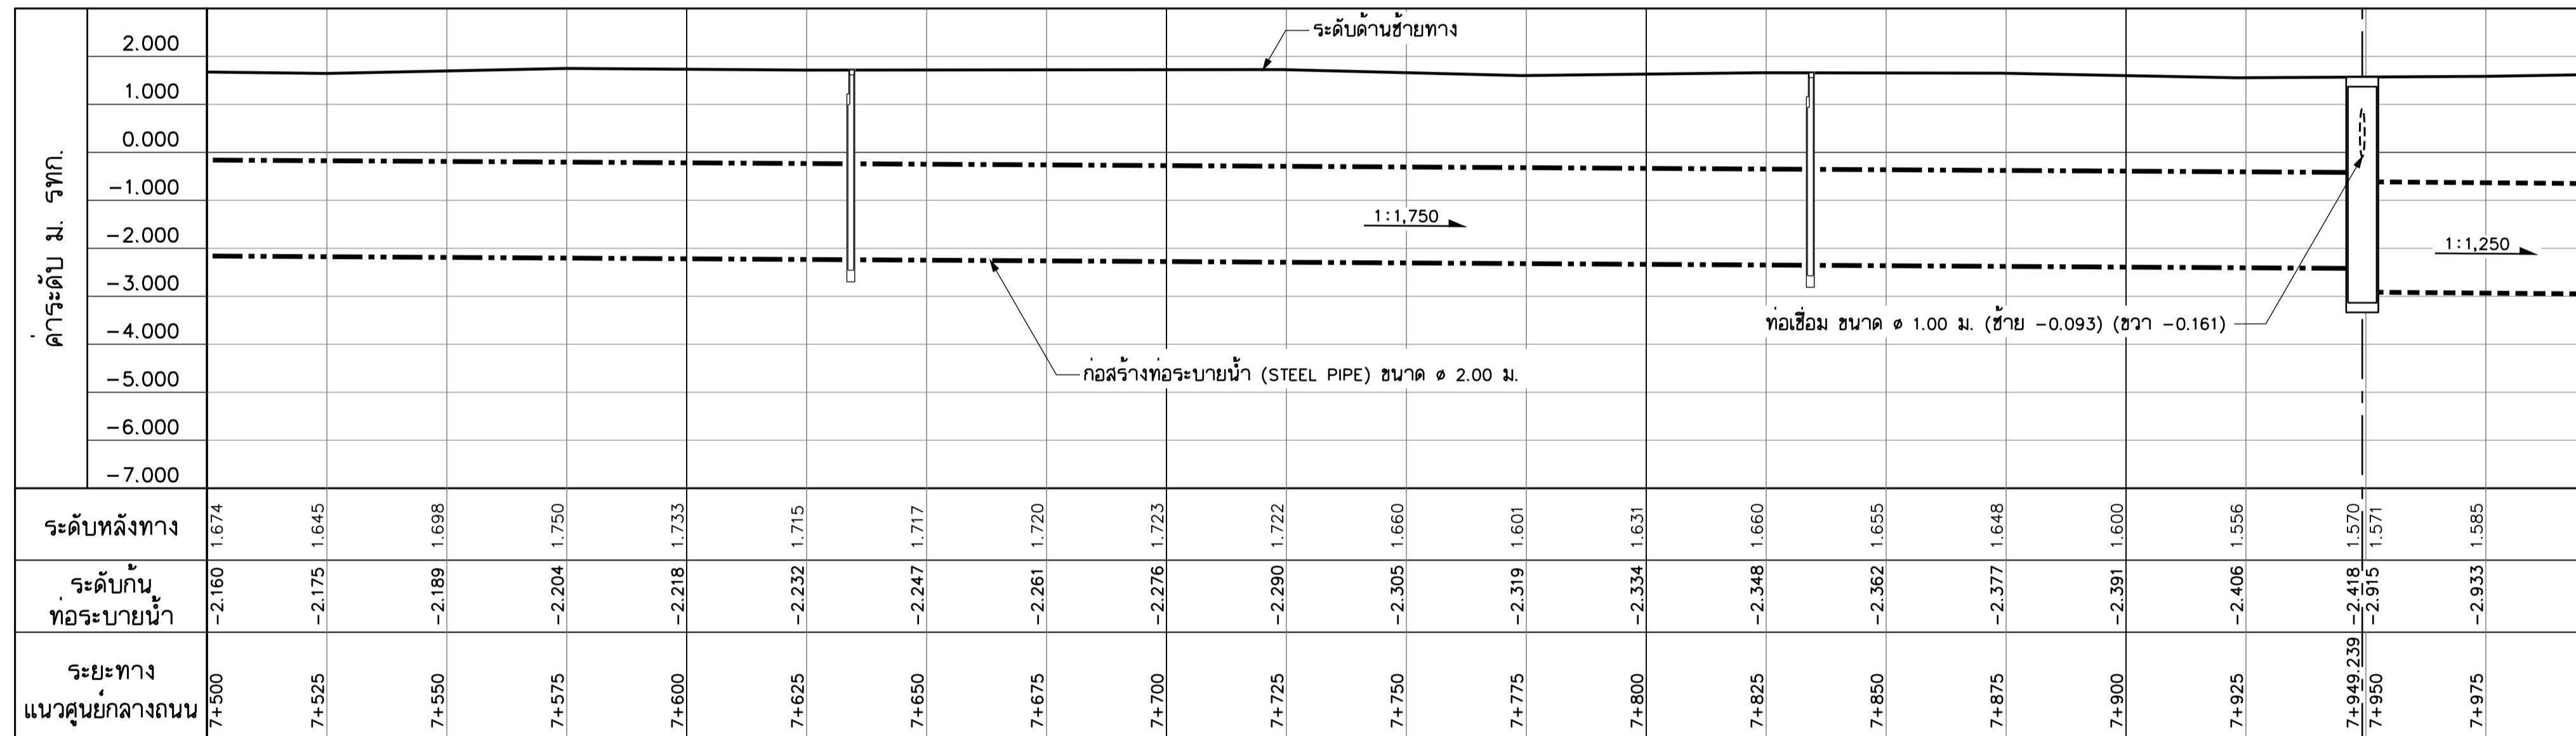 ค่าระดับ ม. รทก.
2.000
1.000
0.000
-1.000
-2.000
-3.000
-4.000
-5.000
-6.000
-7.000
ระดับด้านซ้ายทาง
1:1,750
1:1,250
ท่อเชื่อม ขนาด ø 1.00 ม. (ซ้าย -0.093) (ขวา -0.161)
ก่อสร้างท่อระบายน้ำ (STEEL PIPE) ขนาด ø 2.00 ม.
ระดับหลังทาง
1.674 1.645 1.698 1.750 1.733 1.715 1.717 1.720 1.723 1.722 1.660 1.601 1.631 1.660 1.655 1.648 1.600 1.556 1.570 1.571 1.585
ระดับก้น
ท่อระบายน้ำ
-2.160 -2.175 -2.189 -2.204 -2.218 -2.232 -2.247 -2.261 -2.276 -2.290 -2.305 -2.319 -2.334 -2.348 -2.362 -2.377 -2.391 -2.406 -2.418 -2.915 -2.933
ระยะทาง
แนวศูนย์กลางถนน
7+500 7+525 7+550 7+575 7+600 7+625 7+650 7+675 7+700 7+725 7+750 7+775 7+800 7+825 7+850 7+875 7+900 7+925 7+949.239 7+950 7+975